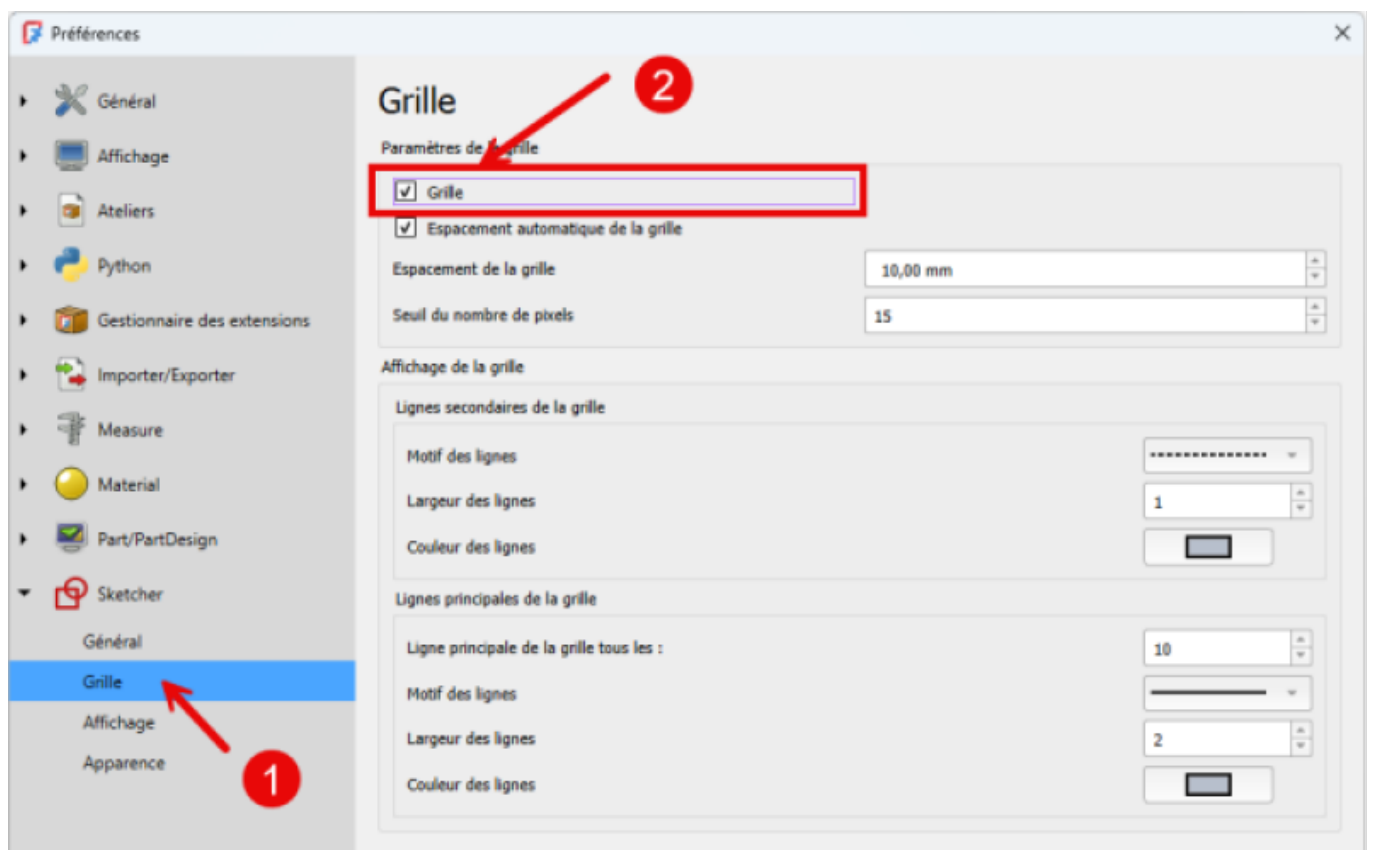 Préférences
Général
Affichage
Ateliers
Python
Gestionnaire des extensions
Importer/Exporter
Measure
Material
Part/PartDesign
Sketcher
Général
Grille
Affichage
Apparence
1
2
Grille
Paramètres de la grille
Grille
Espacement automatique de la grille
Espacement de la grille 10,00 mm
Seuil du nombre de pixels 15
Affichage de la grille
Lignes secondaires de la grille
Motif des lignes
Largeur des lignes 1
Couleur des lignes
Lignes principales de la grille
Ligne principale de la grille tous les : 10
Motif des lignes
Largeur des lignes 2
Couleur des lignes